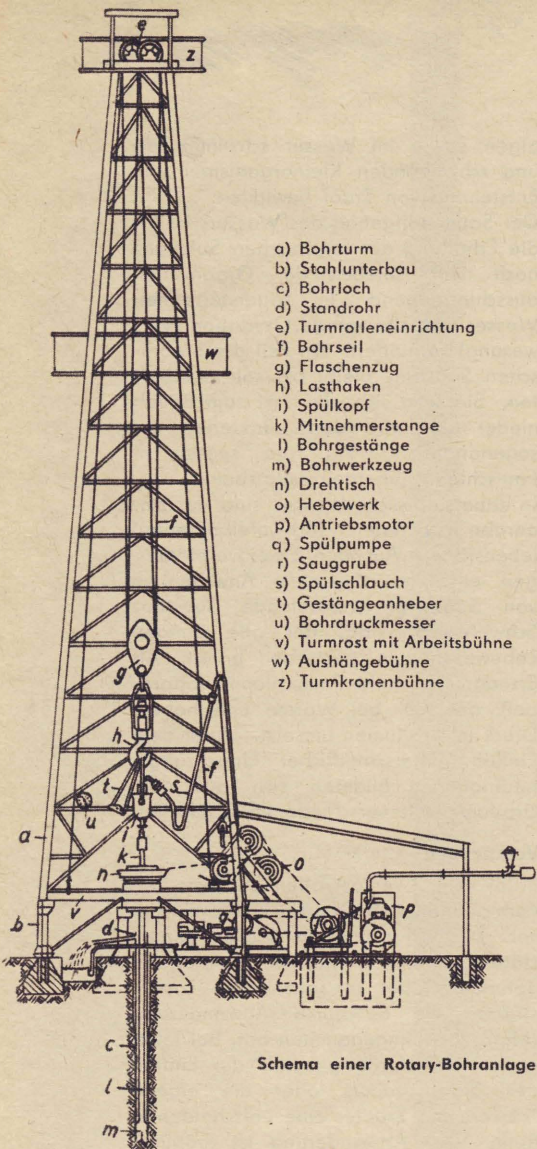 e
z
a) Bohrturm
b) Stahlunterbau
c) Bohrloch
d) Standrohr
e) Turmrolleneinrichtung
f) Bohrseil
g) Flaschenzug
h) Lasthaken
i) Spülkopf
k) Mitnehmerstange
l) Bohrgestänge
m) Bohrwerkzeug
n) Drehtisch
o) Hebewerk
p) Antriebsmotor
q) Spülpumpe
r) Sauggrube
s) Spülschlauch
t) Gestängeanheber
u) Bohrdruckmesser
v) Turmrost mit Arbeitsbühne
w) Aushängebühne
z) Turmkronenbühne
w
f
g
h
t
s
f
u
a
k
n
o
v
q
p
b
d
c
Schema einer Rotary-Bohranlage
l
m